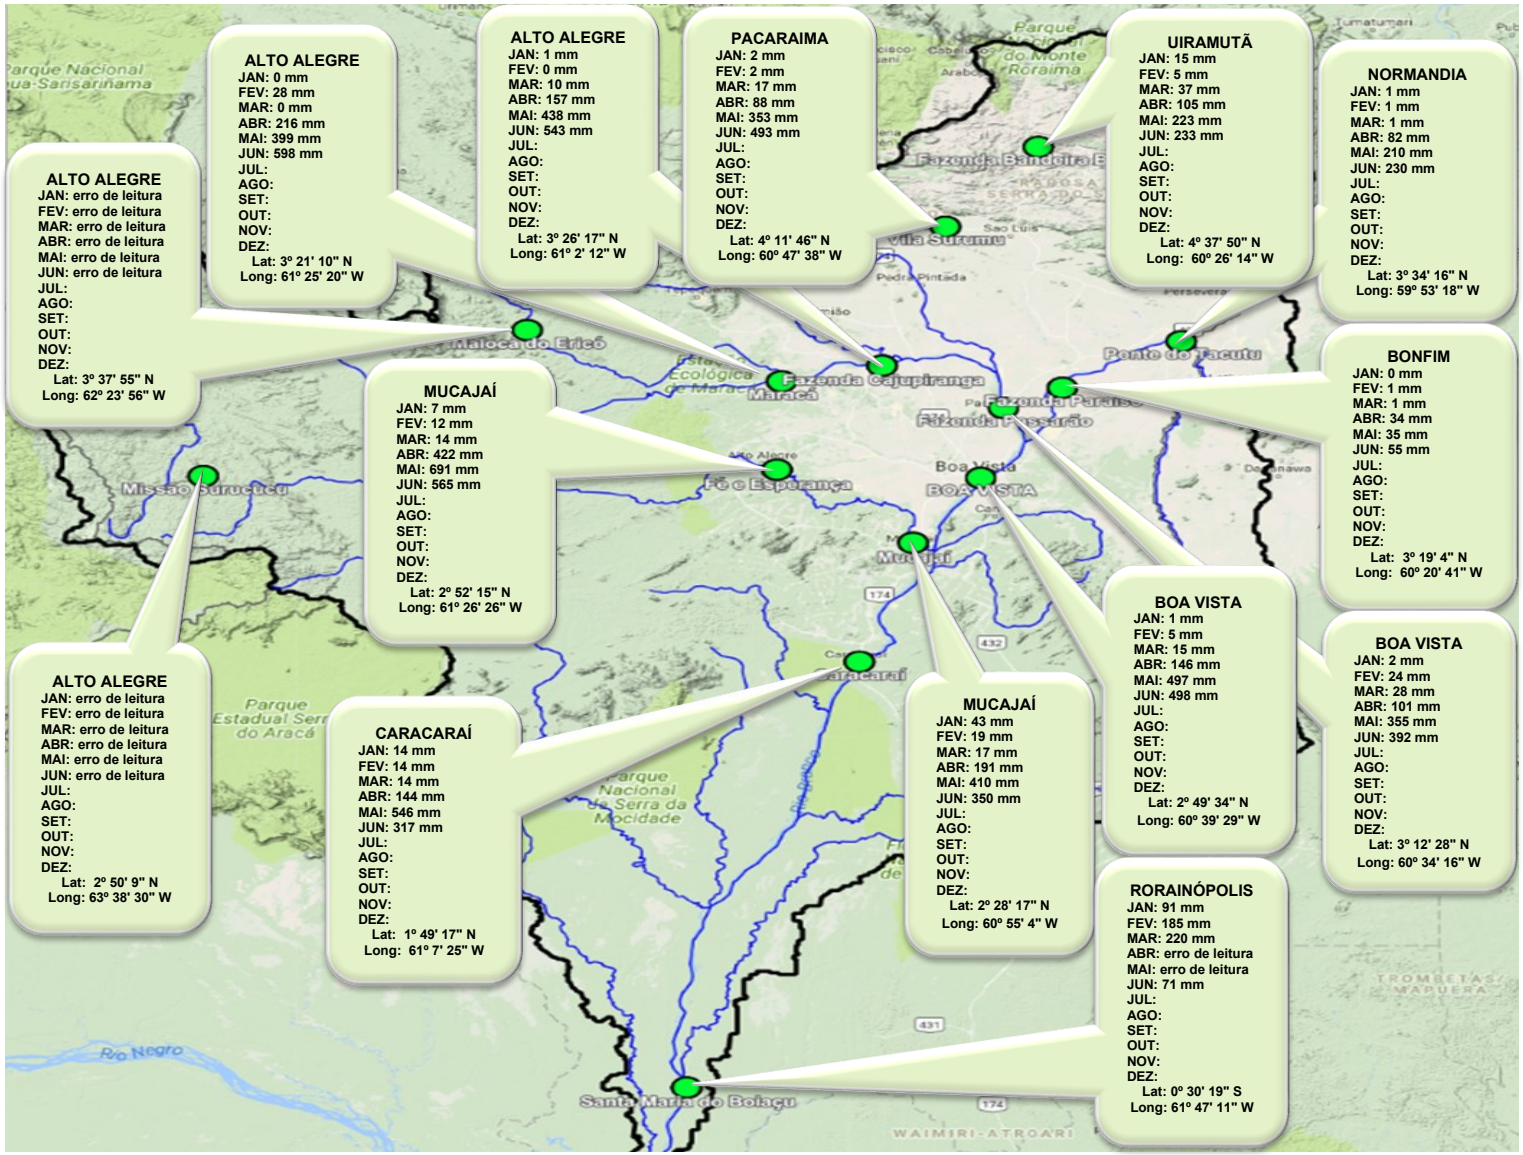 ALTO ALEGRE
JAN: erro de leitura
FEV: erro de leitura
MAR: erro de leitura
ABR: erro de leitura
MAI: erro de leitura
JUN: erro de leitura
JUL:
AGO:
SET:
OUT:
NOV:
DEZ:
Lat: 3º 37' 55" N
Long: 62º 23' 56" W
ALTO ALEGRE
JAN: 0 mm
FEV: 28 mm
MAR: 0 mm
ABR: 216 mm
MAI: 399 mm
JUN: 598 mm
JUL:
AGO:
SET:
OUT:
NOV:
DEZ:
Lat: 3º 21' 10" N
Long: 61º 25' 20" W
ALTO ALEGRE
JAN: 1 mm
FEV: 0 mm
MAR: 10 mm
ABR: 157 mm
MAI: 438 mm
JUN: 543 mm
JUL:
AGO:
SET:
OUT:
NOV:
DEZ:
Lat: 3º 26' 17" N
Long: 61º 2' 12" W
PACARAIMA
JAN: 2 mm
FEV: 2 mm
MAR: 17 mm
ABR: 88 mm
MAI: 353 mm
JUN: 493 mm
JUL:
AGO:
SET:
OUT:
NOV:
DEZ:
Lat: 4º 11' 46" N
Long: 60º 47' 38" W
UIRAMUTÃ
JAN: 15 mm
FEV: 5 mm
MAR: 37 mm
ABR: 105 mm
MAI: 223 mm
JUN: 233 mm
JUL:
AGO:
SET:
OUT:
NOV:
DEZ:
Lat: 4º 37' 50" N
Long: 60º 26' 14" W
NORMANDIA
JAN: 1 mm
FEV: 1 mm
MAR: 1 mm
ABR: 82 mm
MAI: 210 mm
JUN: 230 mm
JUL:
AGO:
SET:
OUT:
NOV:
DEZ:
Lat: 3º 34' 16" N
Long: 59º 53' 18" W
MUCAJAÍ
JAN: 7 mm
FEV: 12 mm
MAR: 14 mm
ABR: 422 mm
MAI: 691 mm
JUN: 565 mm
JUL:
AGO:
SET:
OUT:
NOV:
DEZ:
Lat: 2º 52' 15" N
Long: 61º 26' 26" W
BONFIM
JAN: 0 mm
FEV: 1 mm
MAR: 1 mm
ABR: 34 mm
MAI: 35 mm
JUN: 55 mm
JUL:
AGO:
SET:
OUT:
NOV:
DEZ:
Lat: 3º 19' 4" N
Long: 60º 20' 41" W
ALTO ALEGRE
JAN: erro de leitura
FEV: erro de leitura
MAR: erro de leitura
ABR: erro de leitura
MAI: erro de leitura
JUN: erro de leitura
JUL:
AGO:
SET:
OUT:
NOV:
DEZ:
Lat: 2º 50' 9" N
Long: 63º 38' 30" W
CARACARAÍ
JAN: 14 mm
FEV: 14 mm
MAR: 14 mm
ABR: 144 mm
MAI: 546 mm
JUN: 317 mm
JUL:
AGO:
SET:
OUT:
NOV:
DEZ:
Lat: 1º 49' 17" N
Long: 61º 7' 25" W
MUCAJAÍ
JAN: 43 mm
FEV: 19 mm
MAR: 17 mm
ABR: 191 mm
MAI: 410 mm
JUN: 350 mm
JUL:
AGO:
SET:
OUT:
NOV:
DEZ:
Lat: 2º 28' 17" N
Long: 60º 55' 4" W
BOA VISTA
JAN: 1 mm
FEV: 5 mm
MAR: 15 mm
ABR: 146 mm
MAI: 497 mm
JUN: 498 mm
JUL:
AGO:
SET:
OUT:
NOV:
DEZ:
Lat: 2º 49' 34" N
Long: 60º 39' 29" W
BOA VISTA
JAN: 2 mm
FEV: 24 mm
MAR: 28 mm
ABR: 101 mm
MAI: 355 mm
JUN: 392 mm
JUL:
AGO:
SET:
OUT:
NOV:
DEZ:
Lat: 3º 12' 28" N
Long: 60º 34' 16" W
RORAINÓPOLIS
JAN: 91 mm
FEV: 185 mm
MAR: 220 mm
ABR: erro de leitura
MAI: erro de leitura
JUN: 71 mm
JUL:
AGO:
SET:
OUT:
NOV:
DEZ:
Lat: 0º 30' 19" S
Long: 61º 47' 11" W
Parque Nacional
Tumatumari
Fazenda Bandeira B
Vila Surumu
Sao Luis
Pedra Pintada
Maloca do Ericó
Maracá
Fazenda Cajupiranga
Ponte do Tacutu
Fazenda Paraíso
Fazenda Passarão
Missão Surucucu
Alto Alegre
Fé e Esperança
Boa Vista
BOA VISTA
Mucajaí
174
432
Caracaraí
Parque
Estadual Serra
do Aracá
Parque
Nacional
da Serra da
Mocidade
Rio Branco
Rio Negro
431
174
Santa Maria do Boiaçu
TROMBETAS/
MAPUERA
WAIMIRI-ATROARI